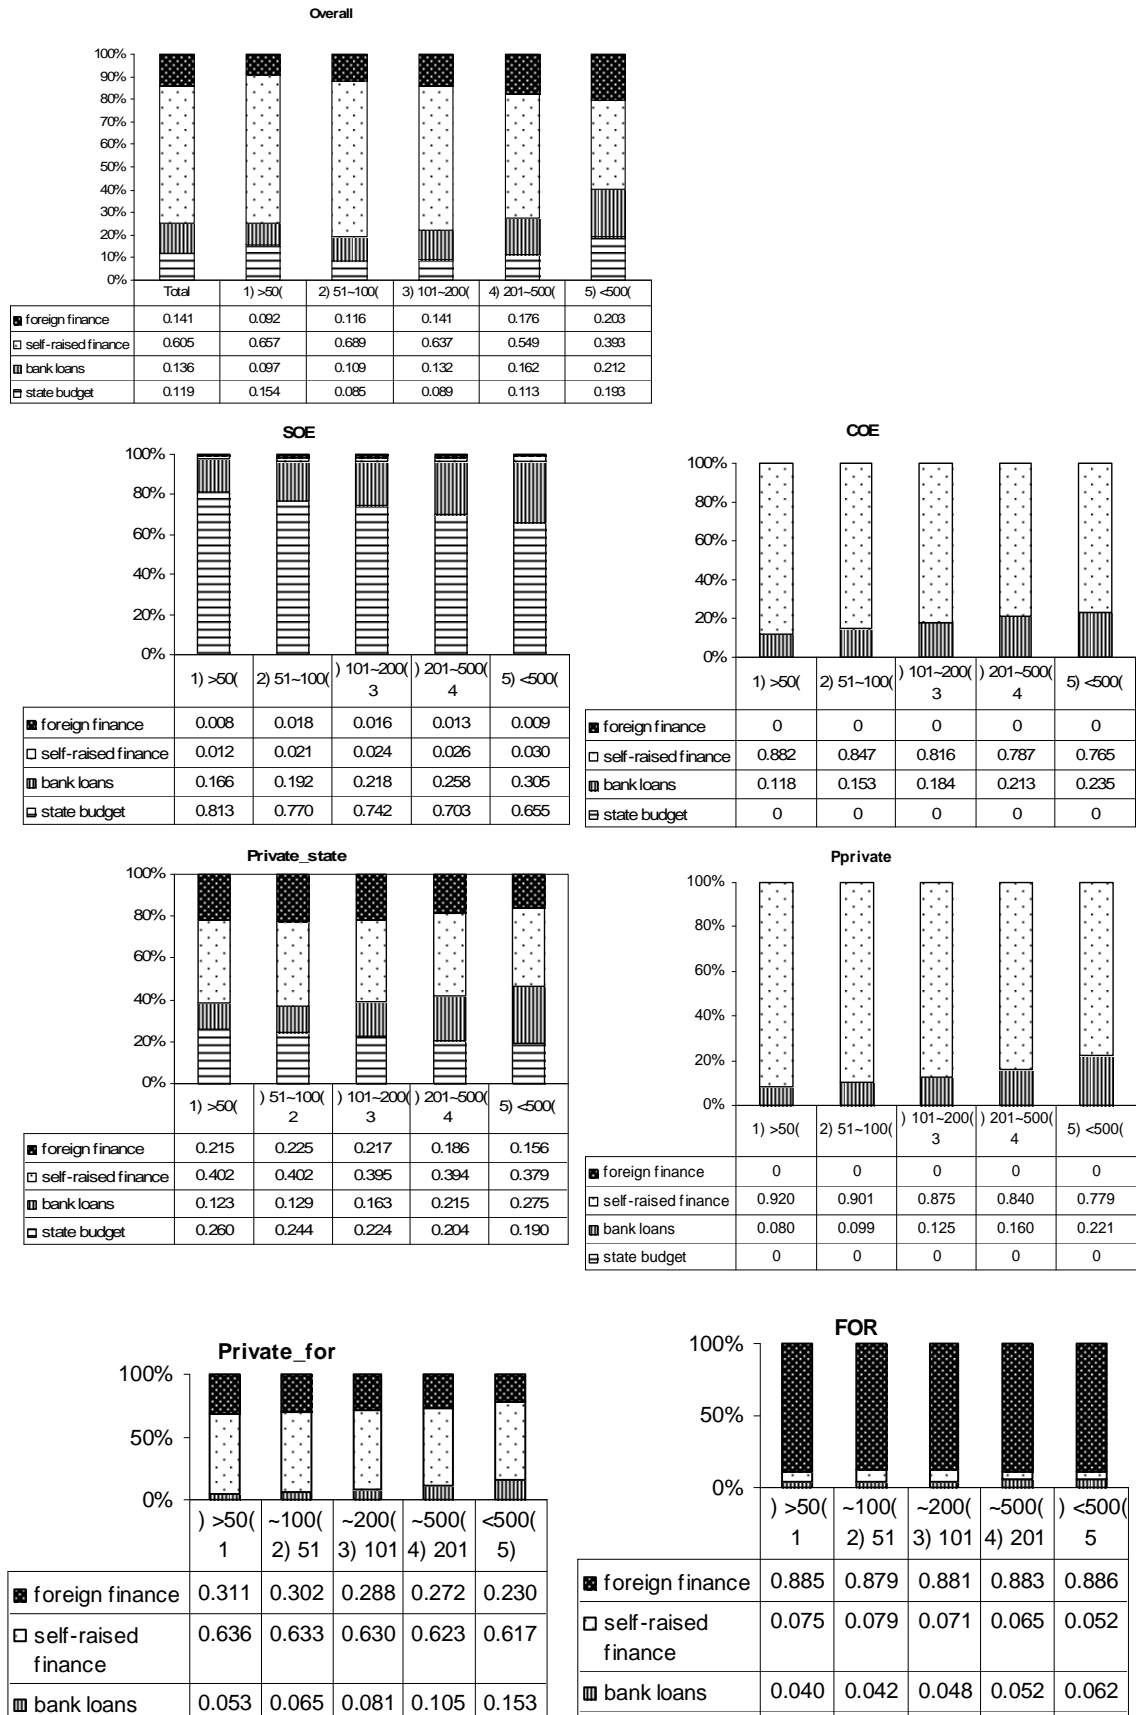 Overall
100%
90%
80%
70%
60%
50%
40%
30%
20%
10%
0%
Total 1) >50( 2) 51~100( 3) 101~200( 4) 201~500( 5) <500(
foreign finance 0.141 0.092 0.116 0.141 0.176 0.203
self-raised finance 0.605 0.657 0.689 0.637 0.549 0.393
bank loans 0.136 0.097 0.109 0.132 0.162 0.212
state budget 0.119 0.154 0.085 0.089 0.113 0.193
SOE
100%
80%
60%
40%
20%
0%
1) >50( 2) 51~100( ) 101~200( ) 201~500( 5) <500(
3 4
foreign finance 0.008 0.018 0.016 0.013 0.009
self-raised finance 0.012 0.021 0.024 0.026 0.030
bank loans 0.166 0.192 0.218 0.258 0.305
state budget 0.813 0.770 0.742 0.703 0.655
COE
100%
80%
60%
40%
20%
0%
1) >50( 2) 51~100( ) 101~200( ) 201~500( 5) <500(
3 4
foreign finance 0 0 0 0 0
self-raised finance 0.882 0.847 0.816 0.787 0.765
bank loans 0.118 0.153 0.184 0.213 0.235
state budget 0 0 0 0 0
Private_state
100%
80%
60%
40%
20%
0%
1) >50( ) 51~100( ) 101~200( ) 201~500( 5) <500(
2 3 4
foreign finance 0.215 0.225 0.217 0.186 0.156
self-raised finance 0.402 0.402 0.395 0.394 0.379
bank loans 0.123 0.129 0.163 0.215 0.275
state budget 0.260 0.244 0.224 0.204 0.190
Pprivate
100%
80%
60%
40%
20%
0%
1) >50( 2) 51~100( ) 101~200( ) 201~500( 5) <500(
3 4
foreign finance 0 0 0 0 0
self-raised finance 0.920 0.901 0.875 0.840 0.779
bank loans 0.080 0.099 0.125 0.160 0.221
state budget 0 0 0 0 0
Private_for
100%
50%
0%
) >50( ~100( ~200( ~500( <500(
1 2) 51 3) 101 4) 201 5)
foreign finance 0.311 0.302 0.288 0.272 0.230
self-raised 0.636 0.633 0.630 0.623 0.617
finance
bank loans 0.053 0.065 0.081 0.105 0.153
FOR
100%
50%
0%
) >50( ~100( ~200( ~500( ) <500(
1 2) 51 3) 101 4) 201 5
foreign finance 0.885 0.879 0.881 0.883 0.886
self-raised 0.075 0.079 0.071 0.065 0.052
finance
bank loans 0.040 0.042 0.048 0.052 0.062